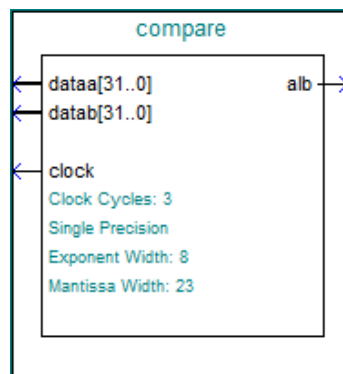 compare
dataa[31..0] alb
datab[31..0]
clock
Clock Cycles: 3
Single Precision
Exponent Width: 8
Mantissa Width: 23